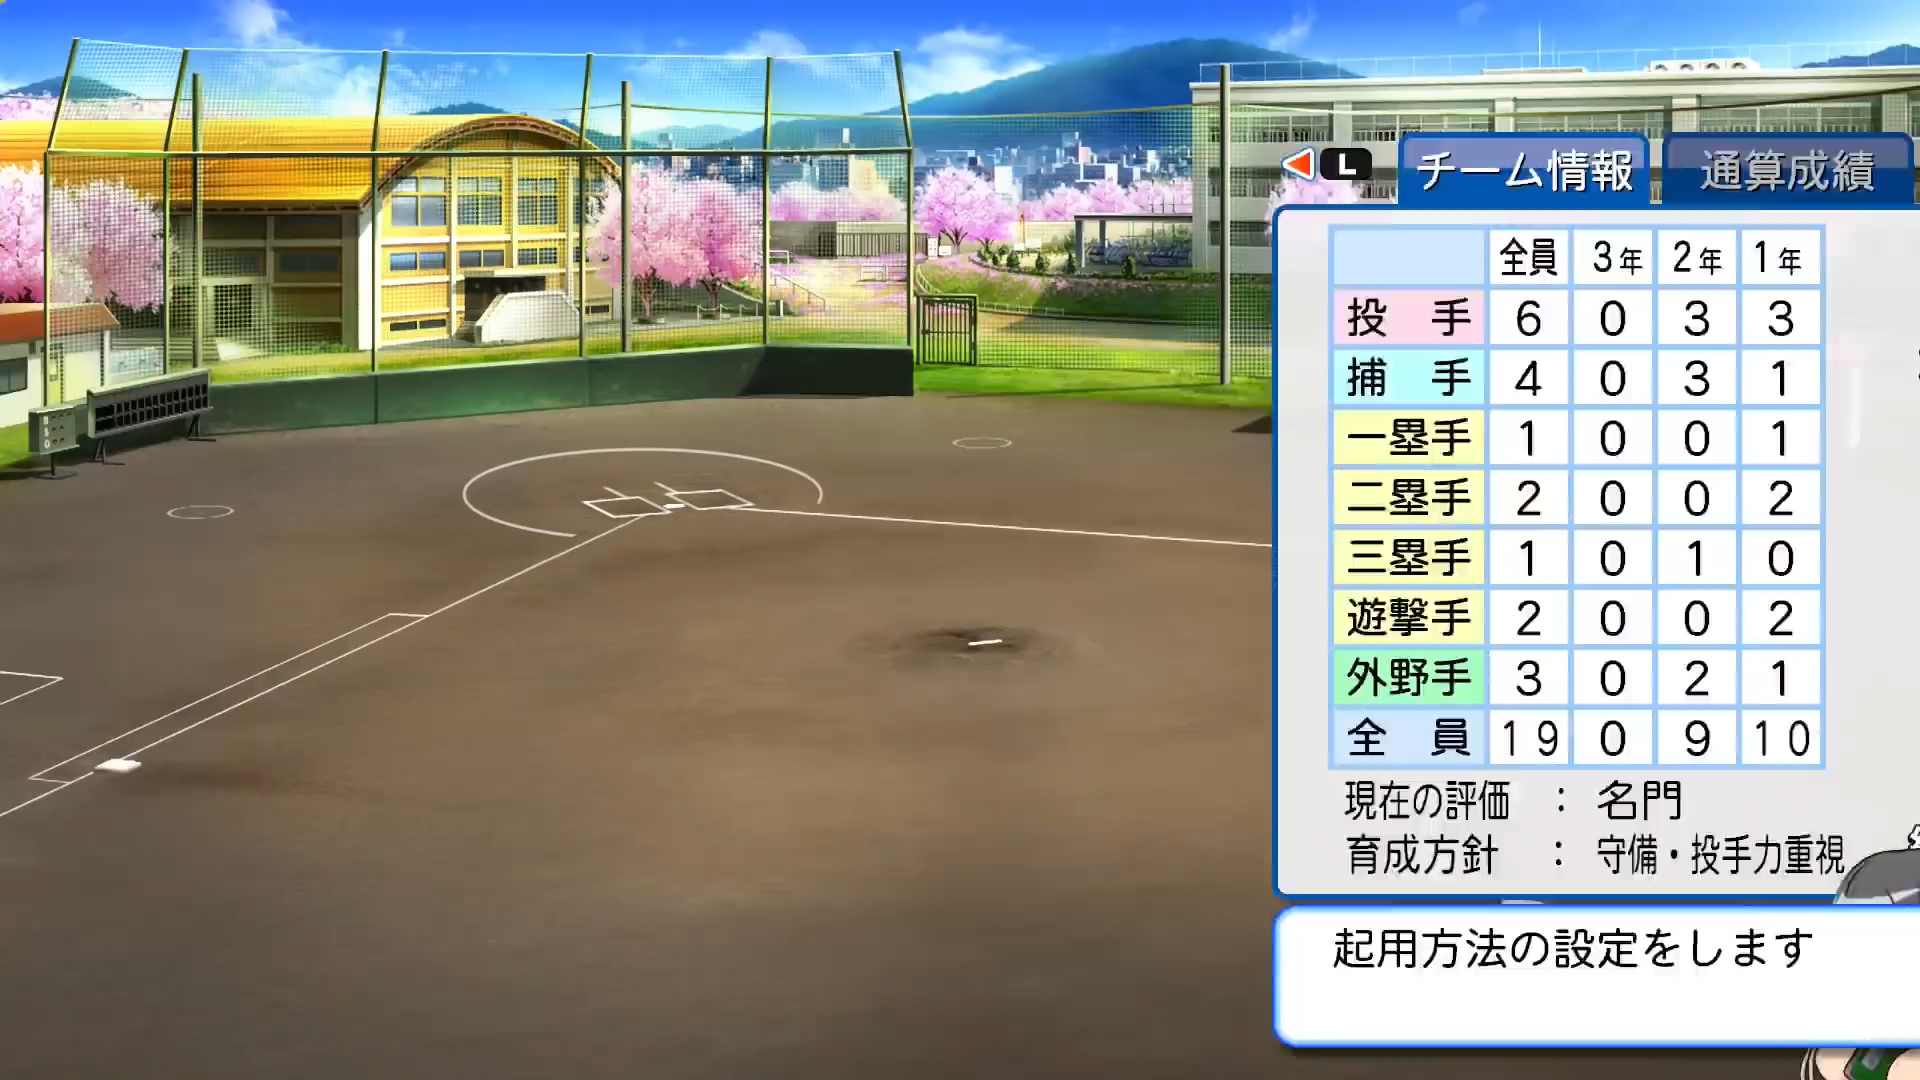 L チーム情報 通算成績
全員 3年 2年 1年
投手 6 0 3 3
捕手 4 0 3 1
一塁手 1 0 0 1
二塁手 2 0 0 2
三塁手 1 0 1 0
遊撃手 2 0 0 2
外野手 3 0 2 1
全員 19 0 9 10
現在の評価 : 名門
育成方針 : 守備・投手力重視
起用方法の設定をします